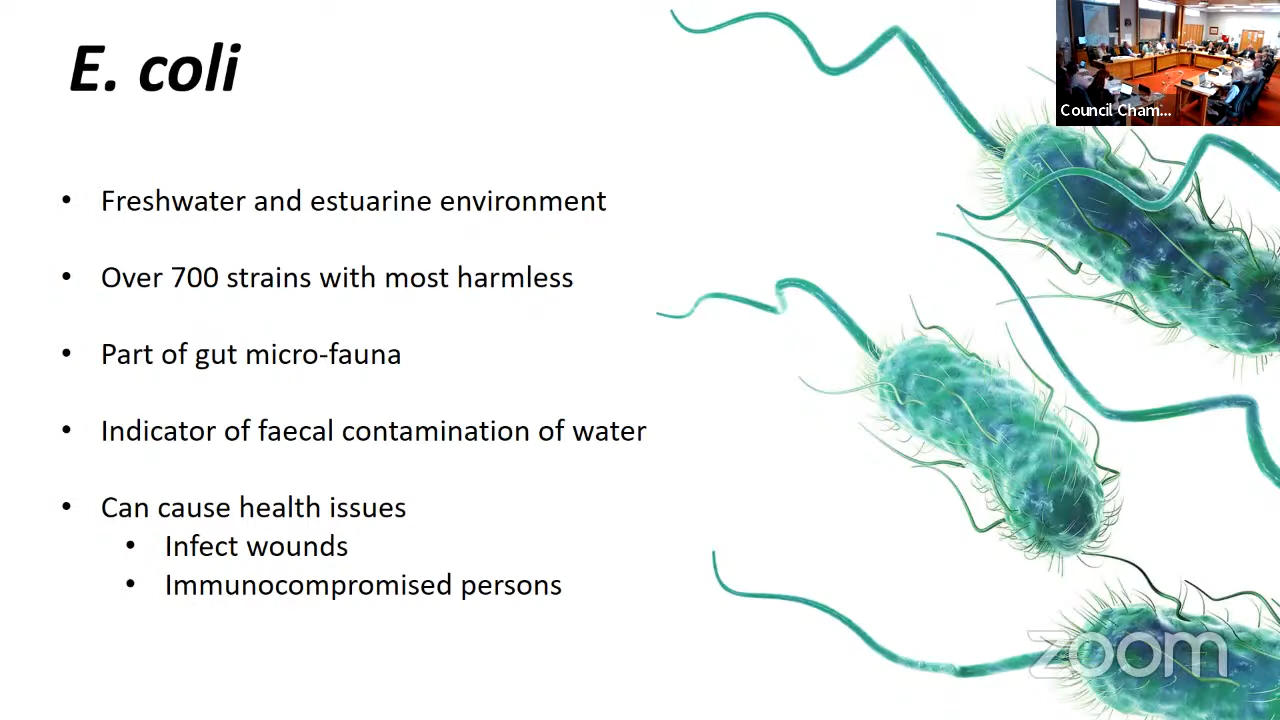 E. coli
Council Cham...
• Freshwater and estuarine environment
• Over 700 strains with most harmless
• Part of gut micro-fauna
• Indicator of faecal contamination of water
• Can cause health issues
• Infect wounds
• Immunocompromised persons
zoom